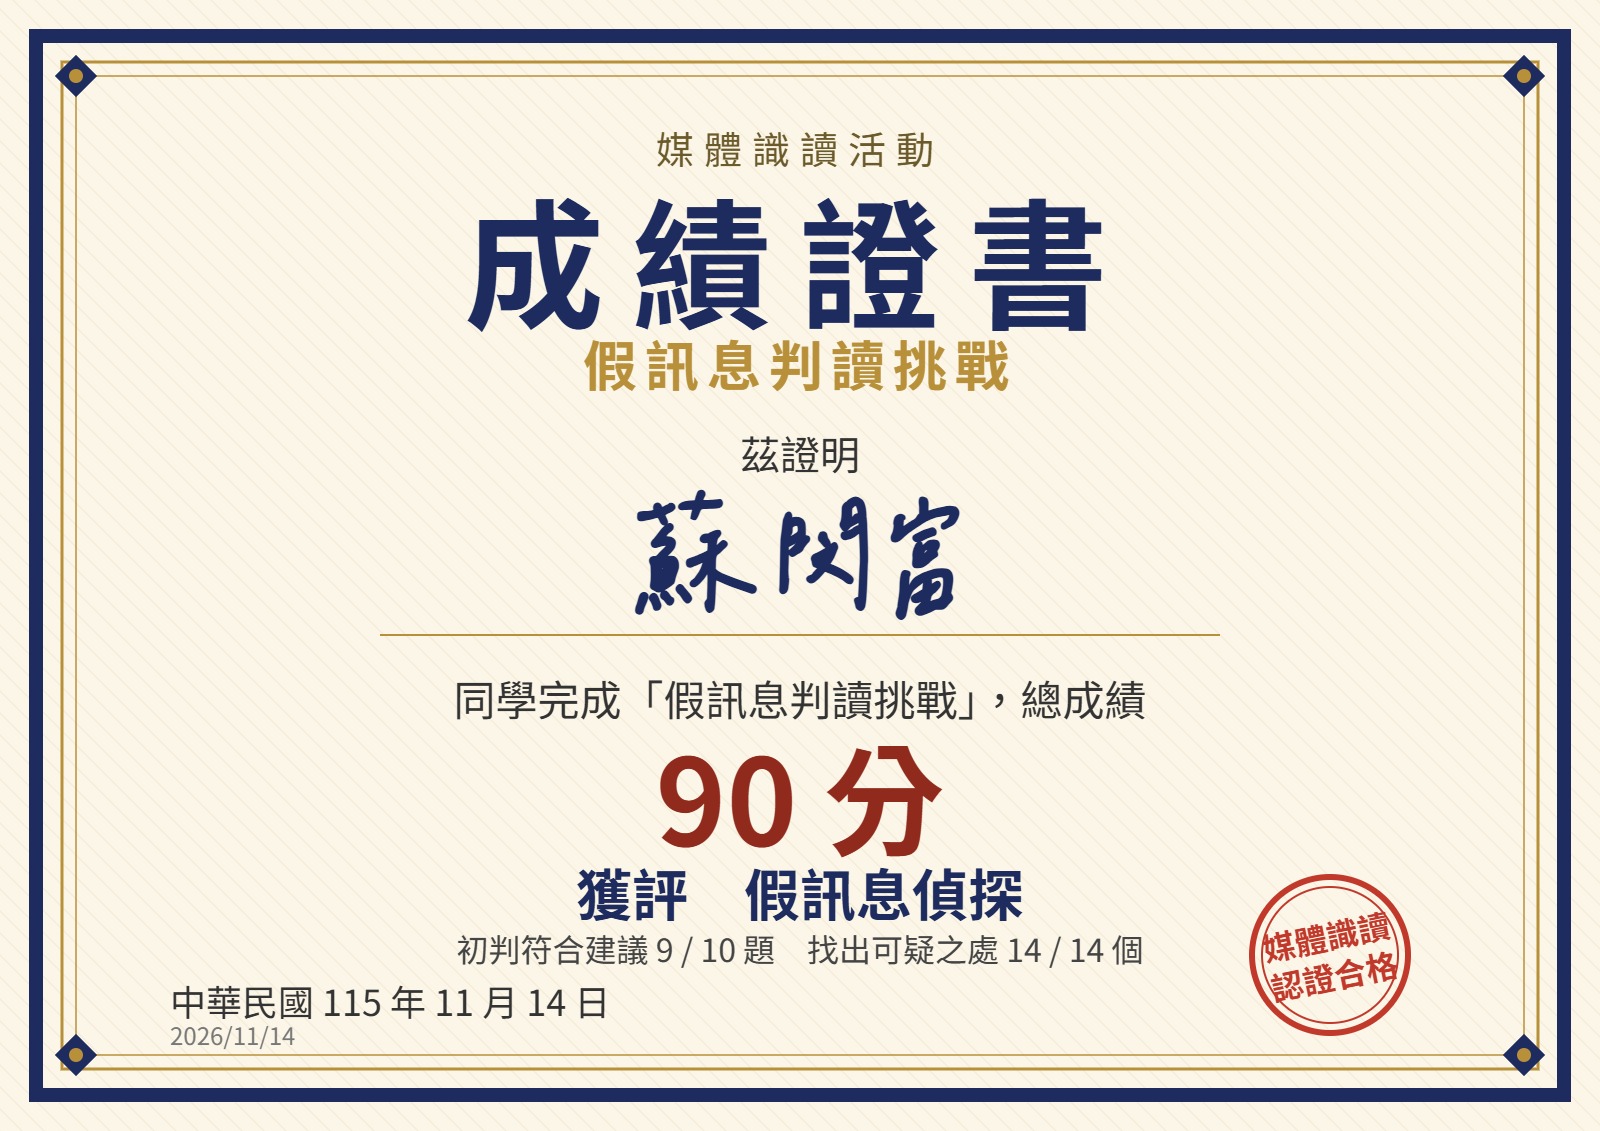 媒體識讀活動
成績證書
假訊息判讀挑戰
茲證明
蘇閔富
同學完成「假訊息判讀挑戰」，總成績
90 分
獲評　假訊息偵探
初判符合建議 9 / 10 題　找出可疑之處 14 / 14 個
中華民國 115 年 11 月 14 日
2026/11/14
媒體識讀
認證合格